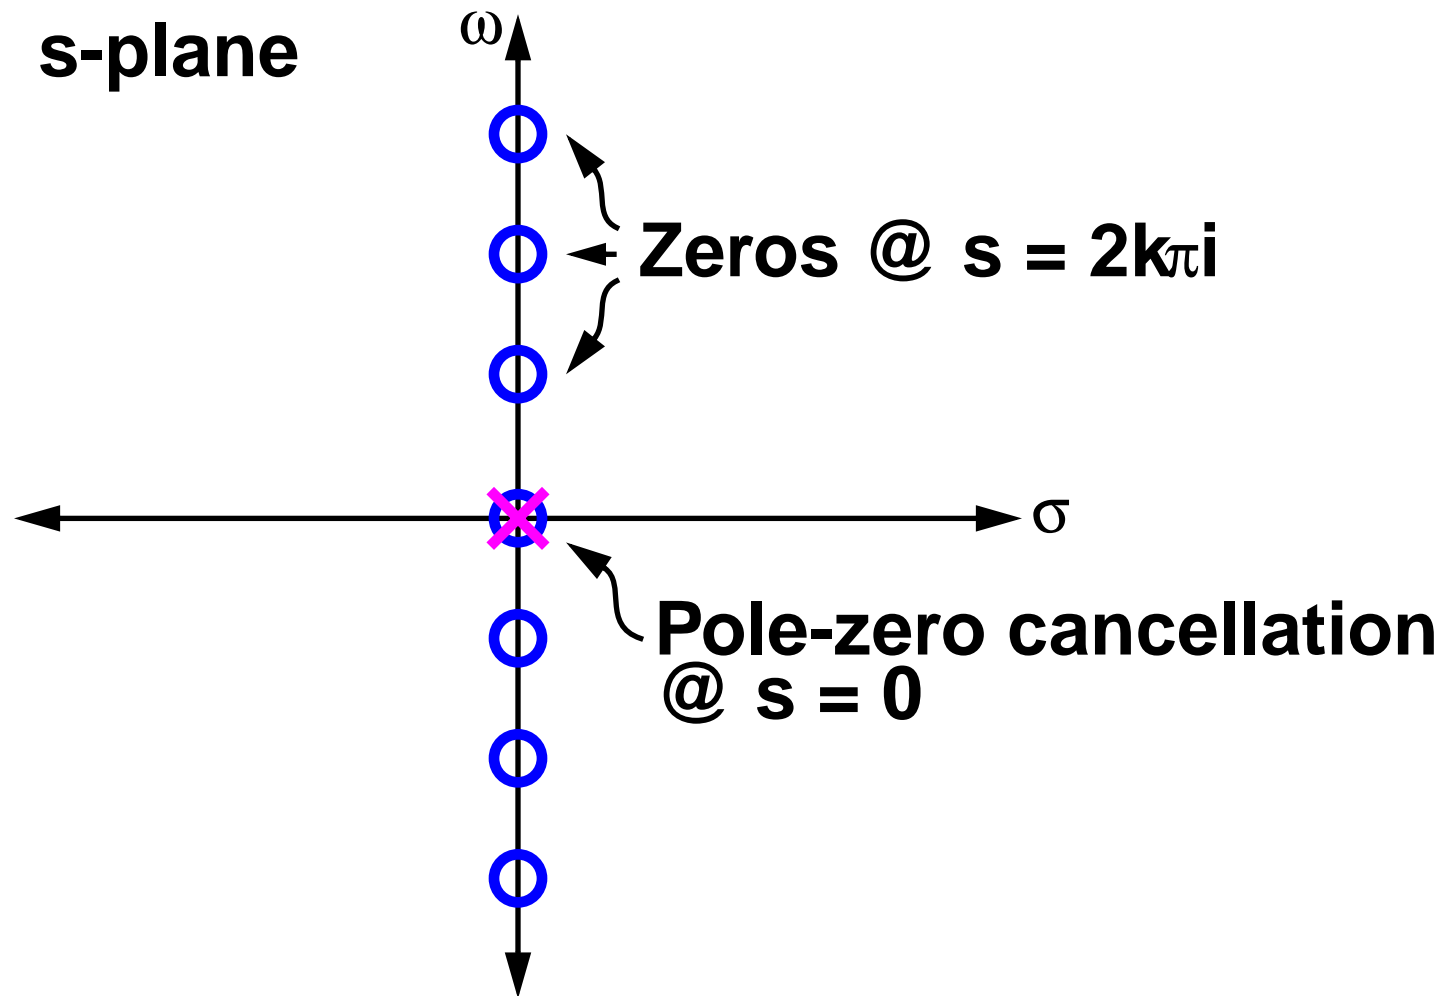 s-plane
ω
Zeros @ s = 2kπi
σ
Pole-zero cancellation
@ s = 0